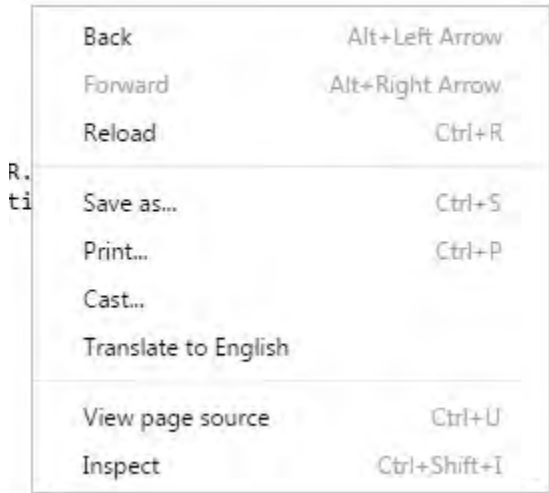 Back Alt+Left Arrow
Forward Alt+Right Arrow
Reload Ctrl+R
R.
ti
Save as... Ctrl+S
Print... Ctrl+P
Cast...
Translate to English
View page source Ctrl+U
Inspect Ctrl+Shift+I